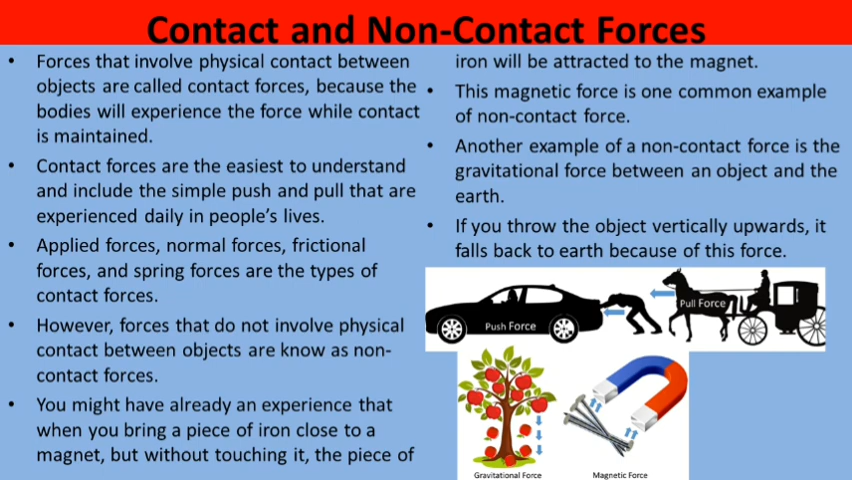 Contact and Non-Contact Forces
• Forces that involve physical contact between
objects are called contact forces, because the
bodies will experience the force while contact
is maintained.
• Contact forces are the easiest to understand
and include the simple push and pull that are
experienced daily in people's lives.
• Applied forces, normal forces, frictional
forces, and spring forces are the types of
contact forces.
• However, forces that do not involve physical
contact between objects are know as non-
contact forces.
• You might have already an experience that
when you bring a piece of iron close to a
magnet, but without touching it, the piece of
iron will be attracted to the magnet.
• This magnetic force is one common example
of non-contact force.
• Another example of a non-contact force is the
gravitational force between an object and the
earth.
• If you throw the object vertically upwards, it
falls back to earth because of this force.
Push Force
Pull Force
Gravitational Force
Magnetic Force